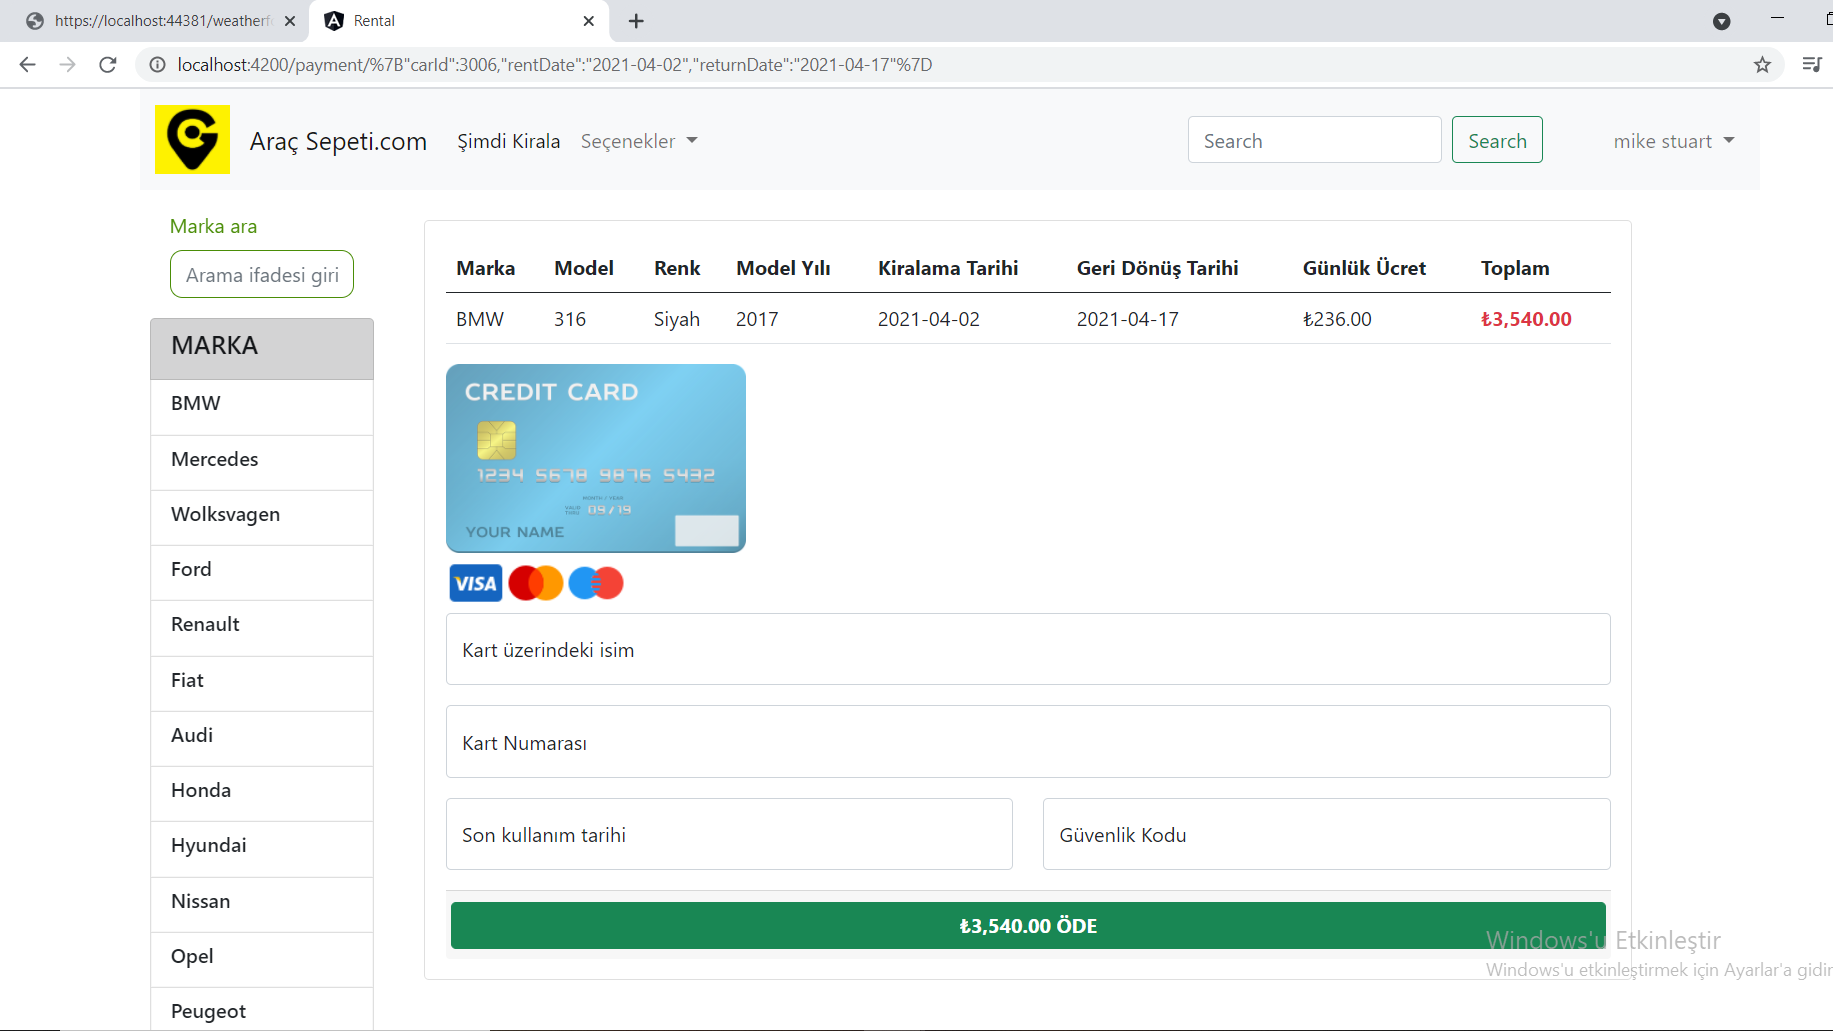 https://localhost:44381/weatherf
Rental
localhost:4200/payment/%7B"carId":3006,"rentDate":"2021-04-02","returnDate":"2021-04-17"%7D
Araç Sepeti.com Şimdi Kirala Seçenekler Search Search mike stuart
Marka ara
Arama ifadesi giri
MARKA
BMW
Mercedes
Wolksvagen
Ford
Renault
Fiat
Audi
Honda
Hyundai
Nissan
Opel
Peugeot
Marka Model Renk Model Yılı Kiralama Tarihi Geri Dönüş Tarihi Günlük Ücret Toplam
BMW 316 Siyah 2017 2021-04-02 2021-04-17 ₺236.00 ₺3,540.00
CREDIT CARD
1234 5678 9876 5432
MONTH / YEAR
VALID THRU 09/19
YOUR NAME
VISA
Kart üzerindeki isim
Kart Numarası
Son kullanım tarihi Güvenlik Kodu
₺3,540.00 ÖDE
Windows'u Etkinleştir
Windows'u etkinleştirmek için Ayarlar'a gidir